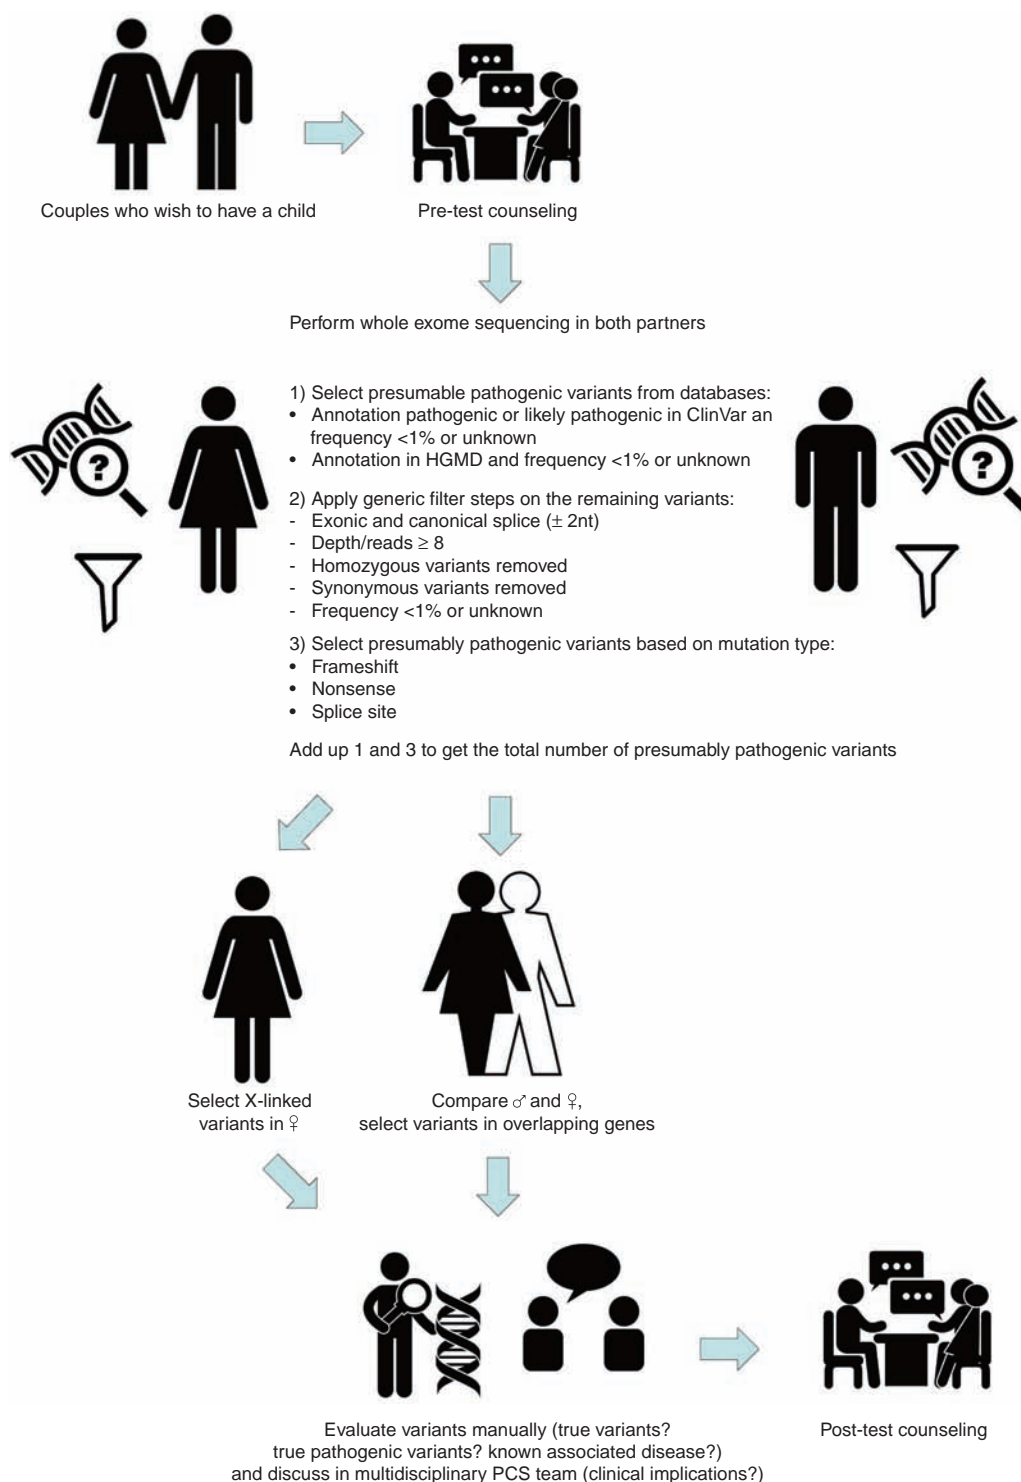 Couples who wish to have a child
Pre-test counseling
Perform whole exome sequencing in both partners
1) Select presumable pathogenic variants from databases:
• Annotation pathogenic or likely pathogenic in ClinVar an
frequency <1% or unknown
• Annotation in HGMD and frequency <1% or unknown
2) Apply generic filter steps on the remaining variants:
- Exonic and canonical splice (± 2nt)
- Depth/reads ≥ 8
- Homozygous variants removed
- Synonymous variants removed
- Frequency <1% or unknown
3) Select presumably pathogenic variants based on mutation type:
• Frameshift
• Nonsense
• Splice site
Add up 1 and 3 to get the total number of presumably pathogenic variants
?
?
Select X-linked
variants in ♀
Compare ♂ and ♀,
select variants in overlapping genes
Evaluate variants manually (true variants?
true pathogenic variants? known associated disease?)
and discuss in multidisciplinary PCS team (clinical implications?)
Post-test counseling